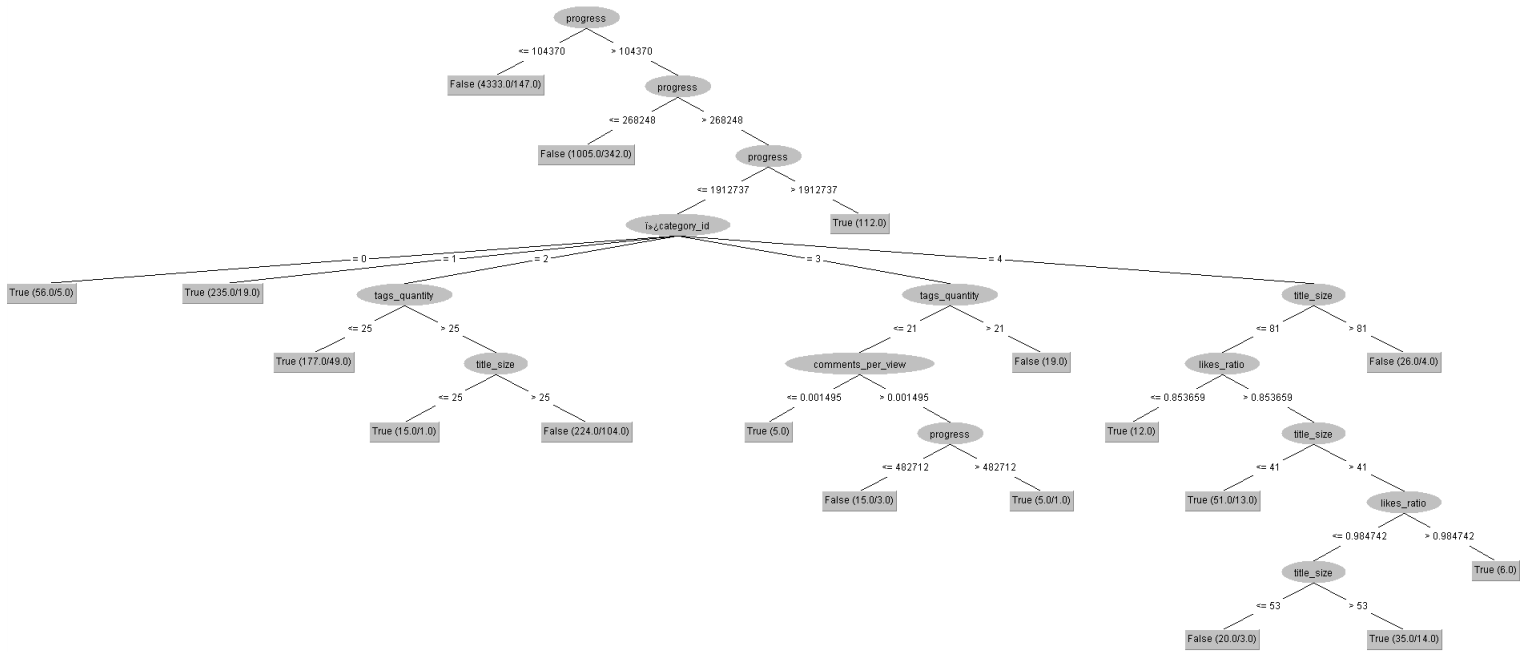 progress
<= 104370 > 104370
False (4333.0/147.0) progress
<= 268248 > 268248
False (1005.0/342.0) progress
<= 1912737 > 1912737
ï»¿category_id True (112.0)
= 0 = 1 = 2 = 3 = 4
True (56.0/5.0) True (235.0/19.0) tags_quantity tags_quantity title_size
<= 25 > 25 <= 21 > 21 <= 81 > 81
True (177.0/49.0) title_size comments_per_view False (19.0) likes_ratio False (26.0/4.0)
<= 25 > 25 <= 0.001495 > 0.001495 <= 0.853659 > 0.853659
True (15.0/1.0) False (224.0/104.0) True (5.0) progress True (12.0) title_size
<= 482712 > 482712 <= 41 > 41
False (15.0/3.0) True (5.0/1.0) True (51.0/13.0) likes_ratio
<= 0.984742 > 0.984742
title_size True (6.0)
<= 53 > 53
False (20.0/3.0) True (35.0/14.0)